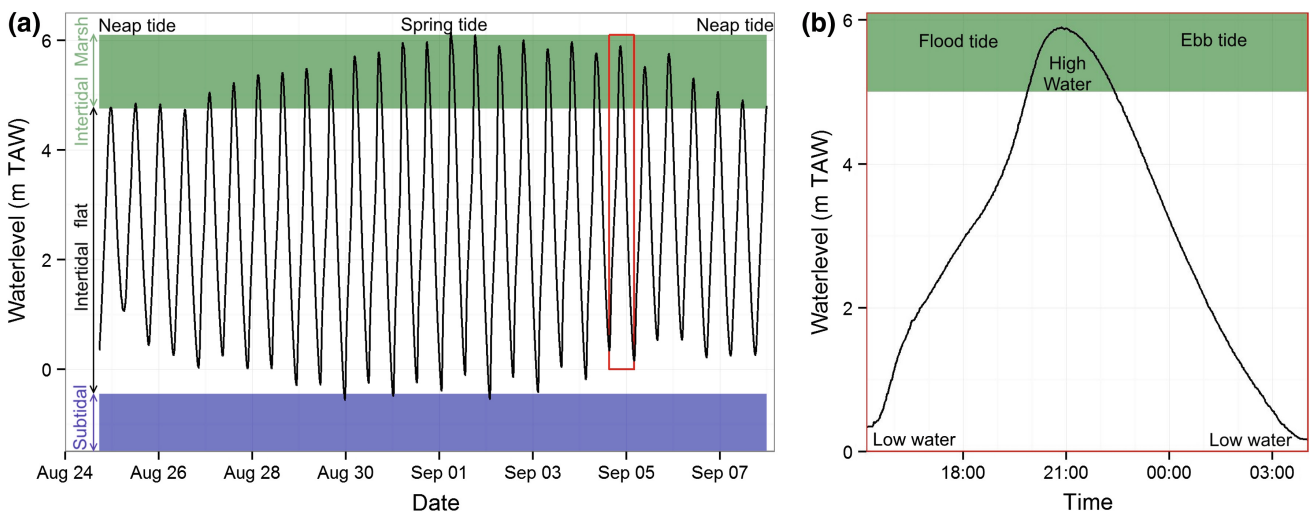 (a)
Neap tide
Spring tide
Neap tide
6
4
2
0
Waterlevel (m TAW)
Intertidal Marsh
Intertidal flat
Subtidal
Aug 24
Aug 26
Aug 28
Aug 30
Sep 01
Sep 03
Sep 05
Sep 07
Date
(b)
6
4
2
0
Waterlevel (m TAW)
Flood tide
High
Water
Ebb tide
Low water
Low water
18:00
21:00
00:00
03:00
Time